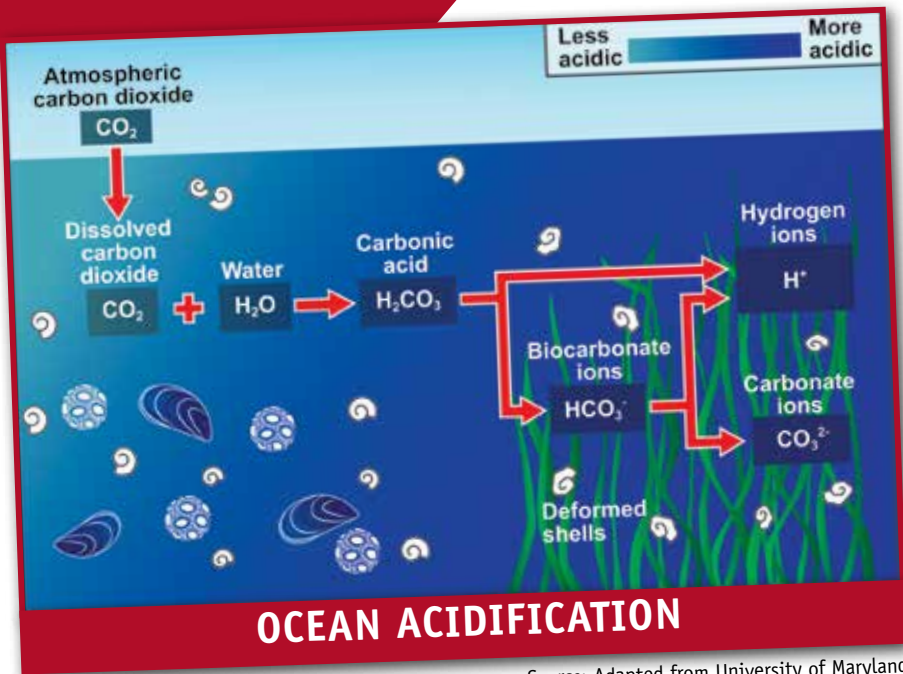 Less
acidic
More
acidic
Atmospheric
carbon dioxide
CO₂
Dissolved
carbon
dioxide
CO₂
Water
H₂O
Carbonic
acid
H₂CO₃
Hydrogen
ions
H⁺
Biocarbonate
ions
HCO₃⁻
Carbonate
ions
CO₃²⁻
Deformed
shells
OCEAN ACIDIFICATION
Adapted from University of Maryland